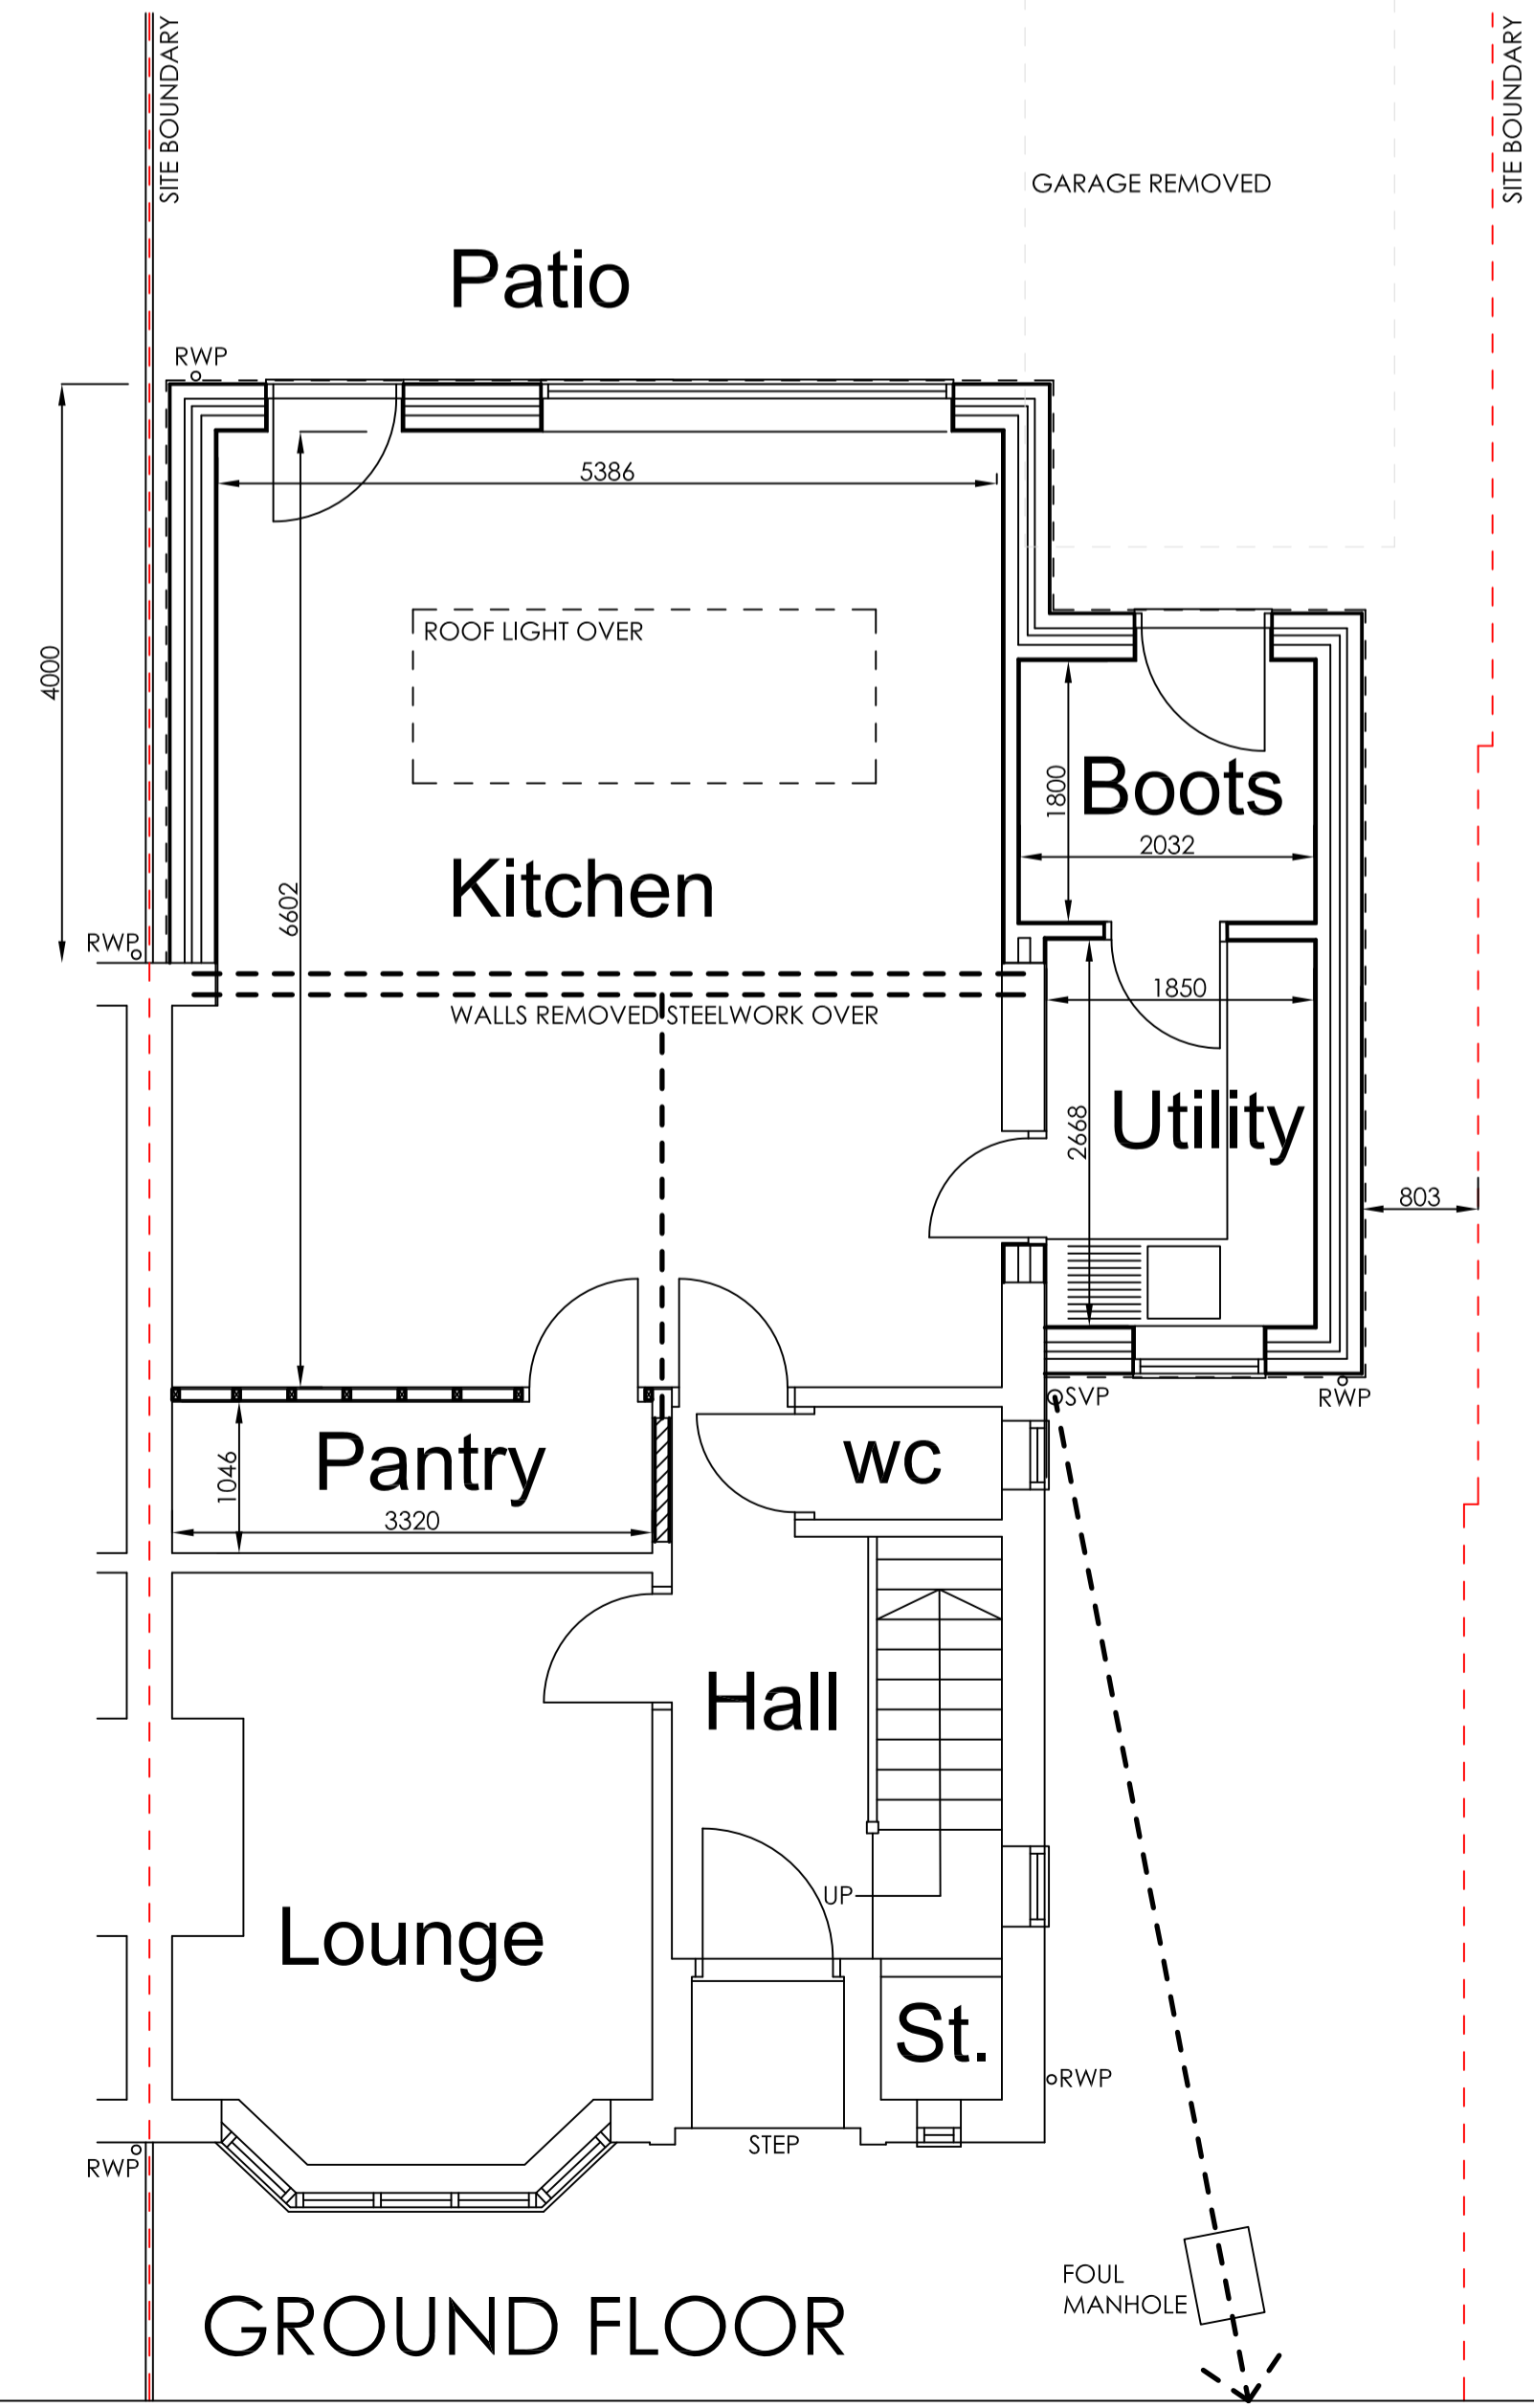 SITE BOUNDARY
SITE BOUNDARY
GARAGE REMOVED
Patio
RWP
5386
ROOF LIGHT OVER
4000
1800
Boots
2032
Kitchen
6602
RWP
1850
WALLS REMOVED STEELWORK OVER
2668
Utility
803
SVP
RWP
Pantry
1046
3320
wc
Hall
UP
Lounge
St.
RWP
STEP
RWP
FOUL
MANHOLE
GROUND FLOOR